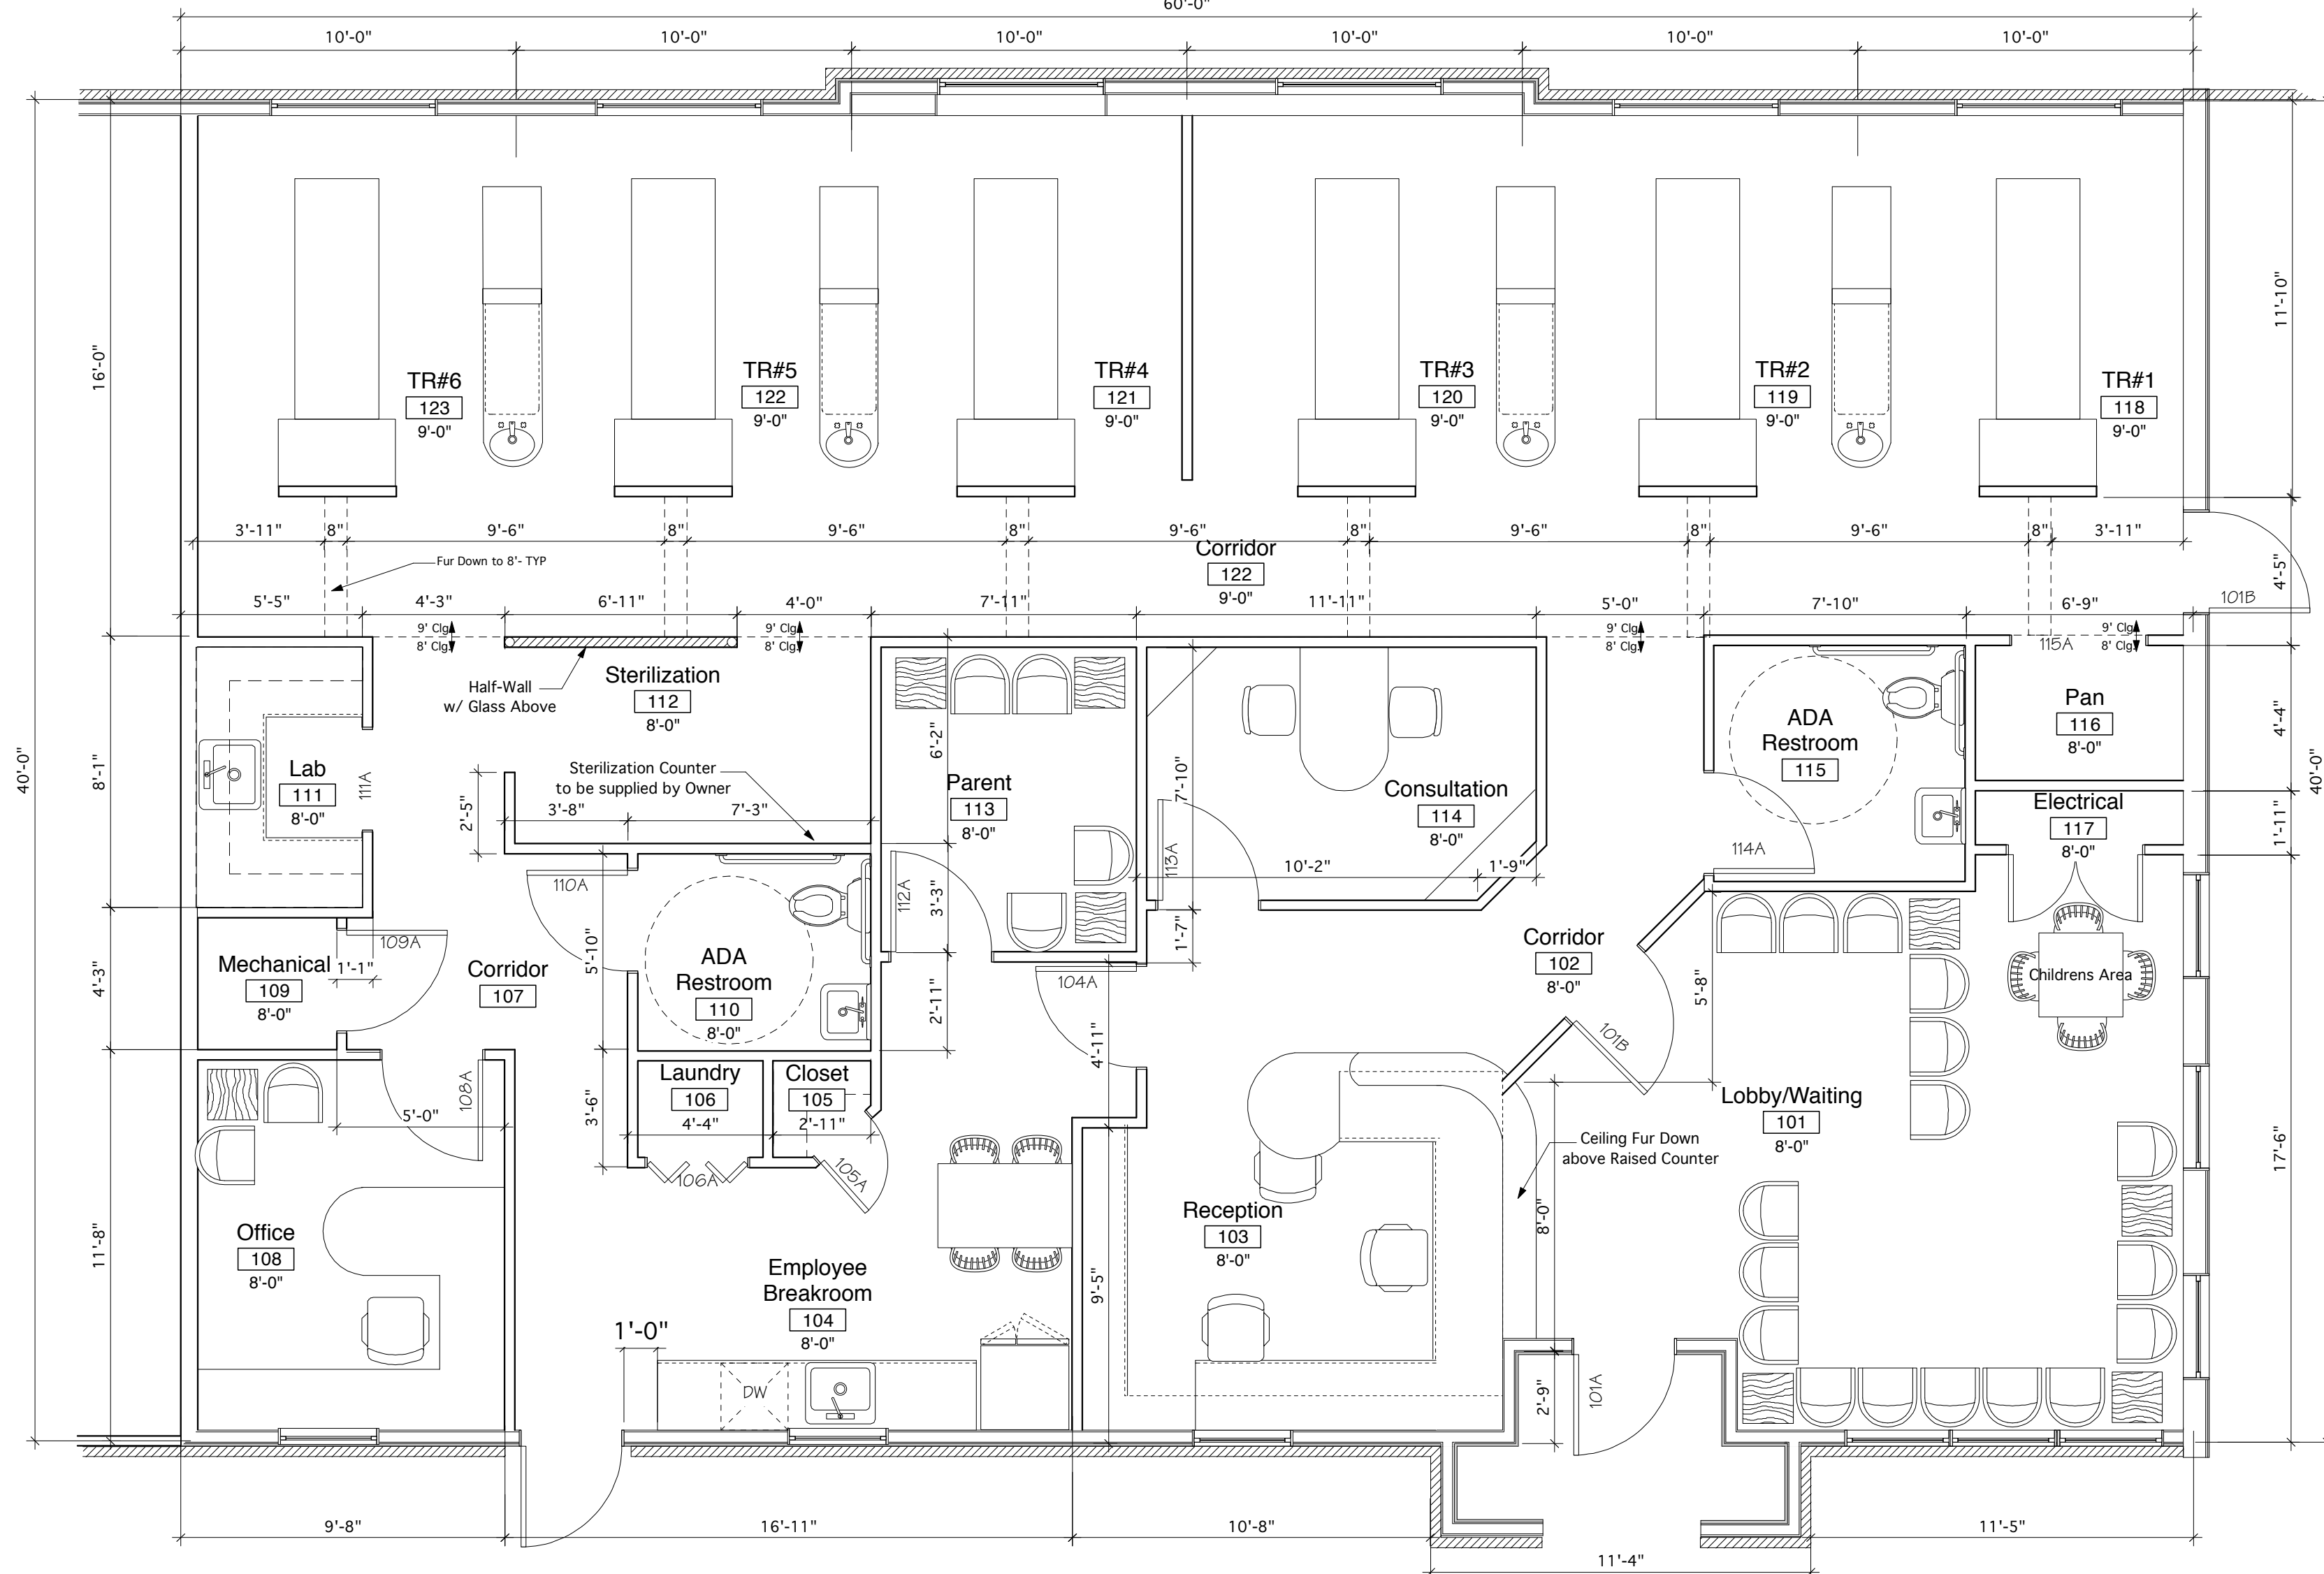 60'-0"
10'-0" 10'-0" 10'-0" 10'-0" 10'-0" 10'-0"
40'-0"
16'-0"
11'-10"
TR#6
123
9'-0"
TR#5
122
9'-0"
TR#4
121
9'-0"
TR#3
120
9'-0"
TR#2
119
9'-0"
TR#1
118
9'-0"
3'-11" 8" 9'-6" 8" 9'-6" 8" 9'-6" 8" 9'-6" 8" 9'-6" 8" 3'-11"
Fur Down to 8'- TYP
Corridor
122
9'-0"
4'-5"
101B
5'-5" 4'-3" 6'-11" 4'-0" 7'-11" 11'-11" 5'-0" 7'-10" 6'-9"
9' Clg.
8' Clg.
9' Clg.
8' Clg.
9' Clg.
8' Clg.
9' Clg.
8' Clg.
115A
Half-Wall
w/ Glass Above
Sterilization
112
8'-0"
Sterilization Counter
to be supplied by Owner
3'-8" 7'-3"
2'-5"
8'-1"
Lab
111
8'-0"
111A
6'-2"
Parent
113
8'-0"
7'-10"
Consultation
114
8'-0"
113A
10'-2" 1'-9"
ADA
Restroom
115
114A
Pan
116
8'-0"
4'-4"
40'-0"
Electrical
117
8'-0"
1'-11"
110A
112A
3'-3"
1'-7"
109A
Mechanical
109
8'-0"
1'-1"
4'-3"
Corridor
107
5'-10"
ADA
Restroom
110
8'-0"
2'-11"
104A
4'-11"
Corridor
102
8'-0"
5'-8"
101B
Childrens Area
108A
5'-0"
3'-6"
Laundry
106
4'-4"
Closet
105
2'-11"
106A
105A
Lobby/Waiting
101
8'-0"
Ceiling Fur Down
above Raised Counter
17'-6"
11'-8"
Office
108
8'-0"
Employee
Breakroom
104
8'-0"
1'-0"
DW
9'-5"
Reception
103
8'-0"
8'-0"
2'-9"
101A
9'-8" 16'-11" 10'-8" 11'-5"
11'-4"